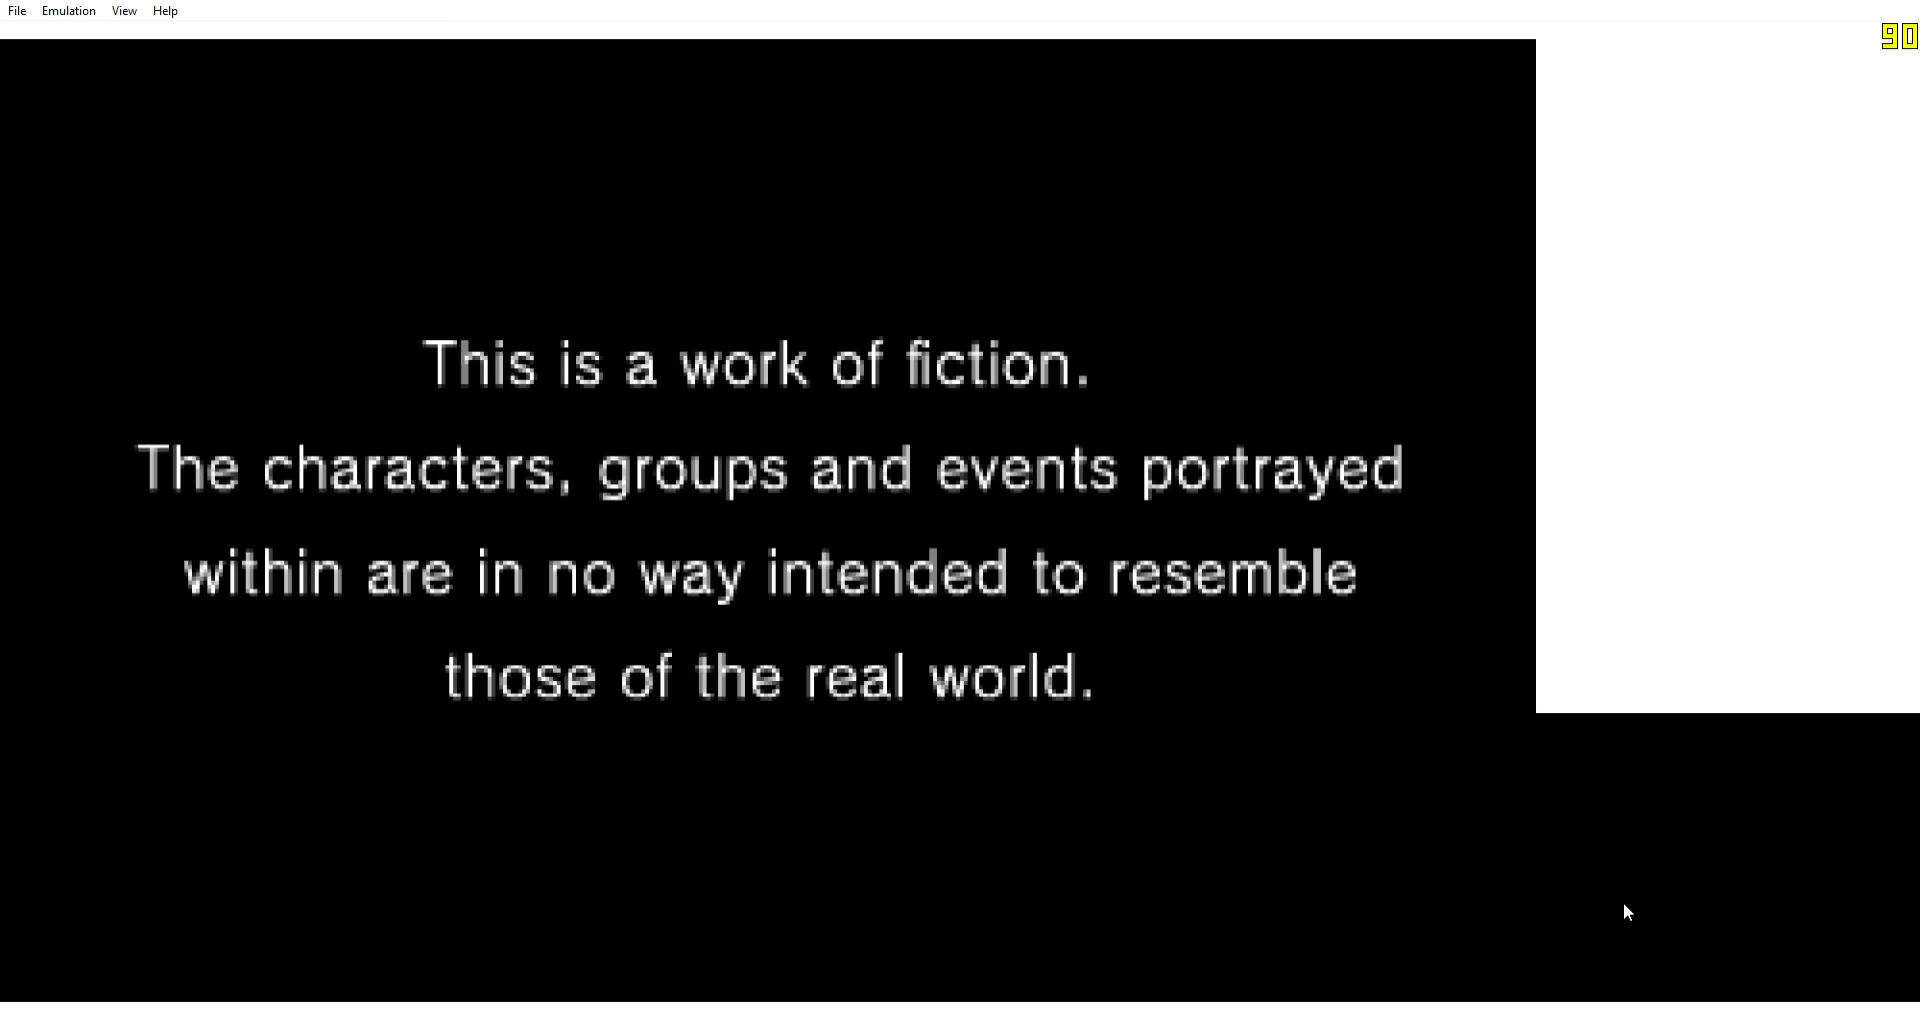 File Emulation View Help
90
This is a work of fiction.
The characters, groups and events portrayed
within are in no way intended to resemble
those of the real world.